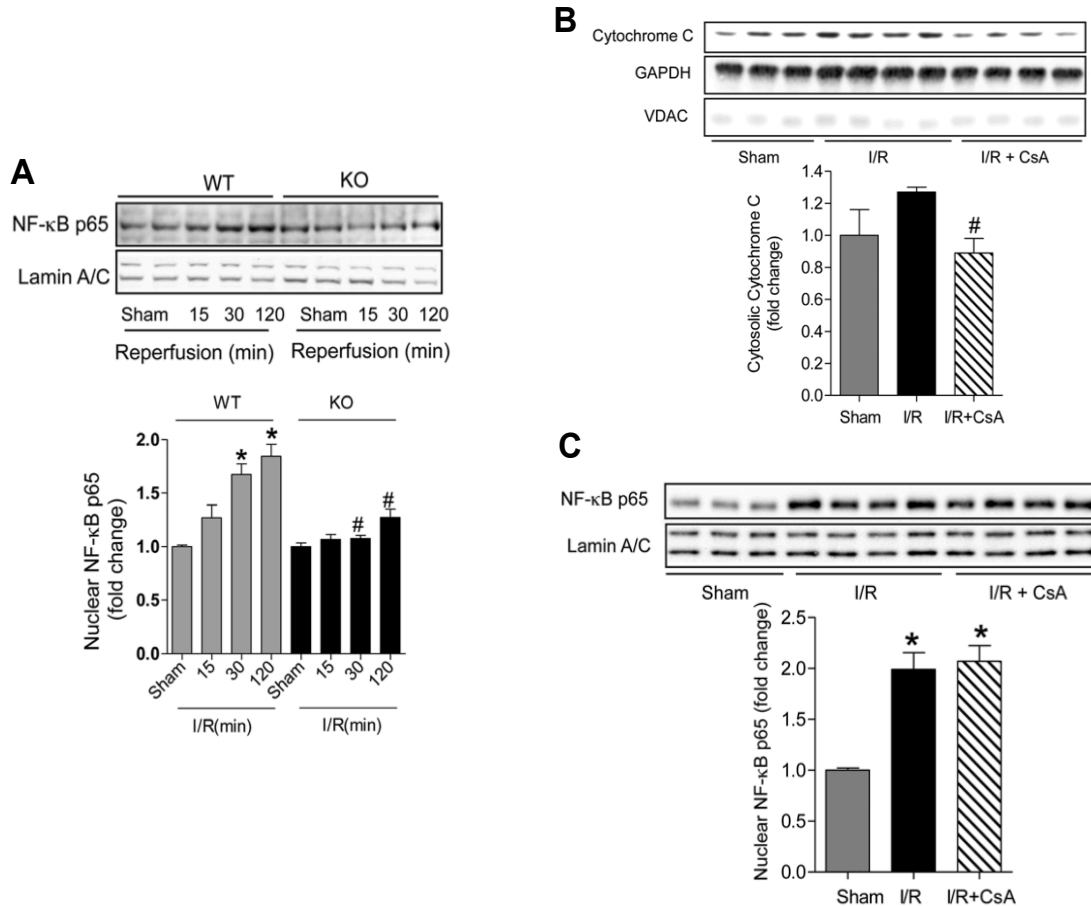 A
WT KO
NF-κB p65
Lamin A/C
Sham 15 30 120 Sham 15 30 120
Reperfusion (min) Reperfusion (min)
WT KO
Nuclear NF-κB p65
(fold change)
2.0
1.5
1.0
0.5
0.0
* * # #
Sham 15 30 120 Sham 15 30 120
I/R(min) I/R(min)
B
Cytochrome C
GAPDH
VDAC
Sham I/R I/R + CsA
Cytosolic Cytochrome C
(fold change)
1.4
1.2
1.0
0.8
0.6
0.4
0.2
0.0
#
Sham I/R I/R+CsA
C
NF-κB p65
Lamin A/C
Sham I/R I/R + CsA
Nuclear NF-κB p65 (fold change)
2.5
2.0
1.5
1.0
0.5
0.0
* *
Sham I/R I/R+CsA